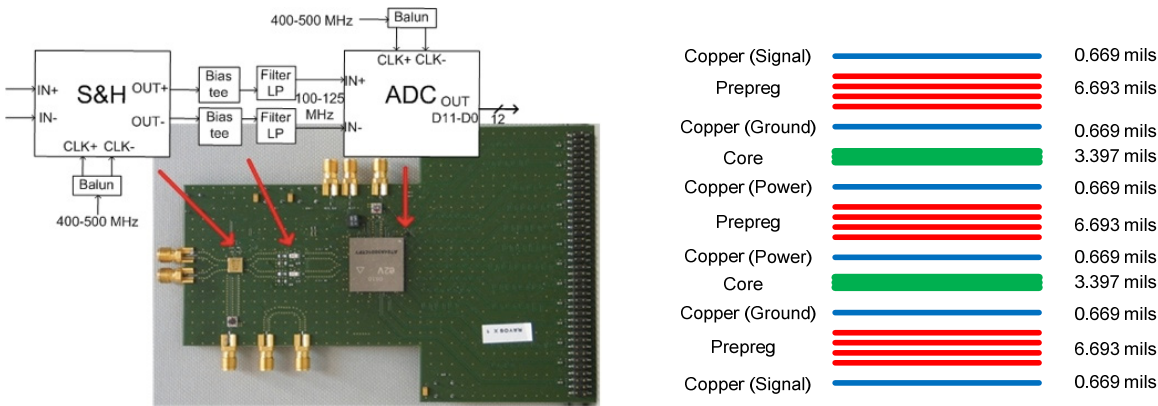 400-500 MHz
Balun
CLK+ CLK-
S&H
IN+
IN-
OUT+
OUT-
CLK+ CLK-
Bias tee
Filter LP
Bias tee
Filter LP
100-125 MHz
IN+
IN-
ADC
OUT
D11-D0
12
Balun
400-500 MHz
Copper (Signal) 0.669 mils
Prepreg 6.693 mils
Copper (Ground) 0.669 mils
Core 3.397 mils
Copper (Power) 0.669 mils
Prepreg 6.693 mils
Copper (Power) 0.669 mils
Core 3.397 mils
Copper (Ground) 0.669 mils
Prepreg 6.693 mils
Copper (Signal) 0.669 mils